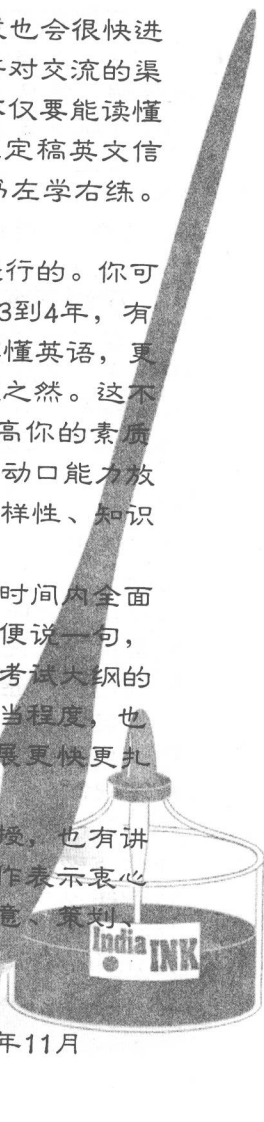 也会很快进
对交流的渠
仅要能读懂
定稿英文信
左学右练。
行的。你可
3到4年，有
懂英语，更
之然。这不
高你的素质
动口能力放
样性、知识
时间内全面
便说一句，
考试大纲的
当程度，也
展更快更扎
授，也有讲
作表示衷心
意、策划、
India INK
年11月